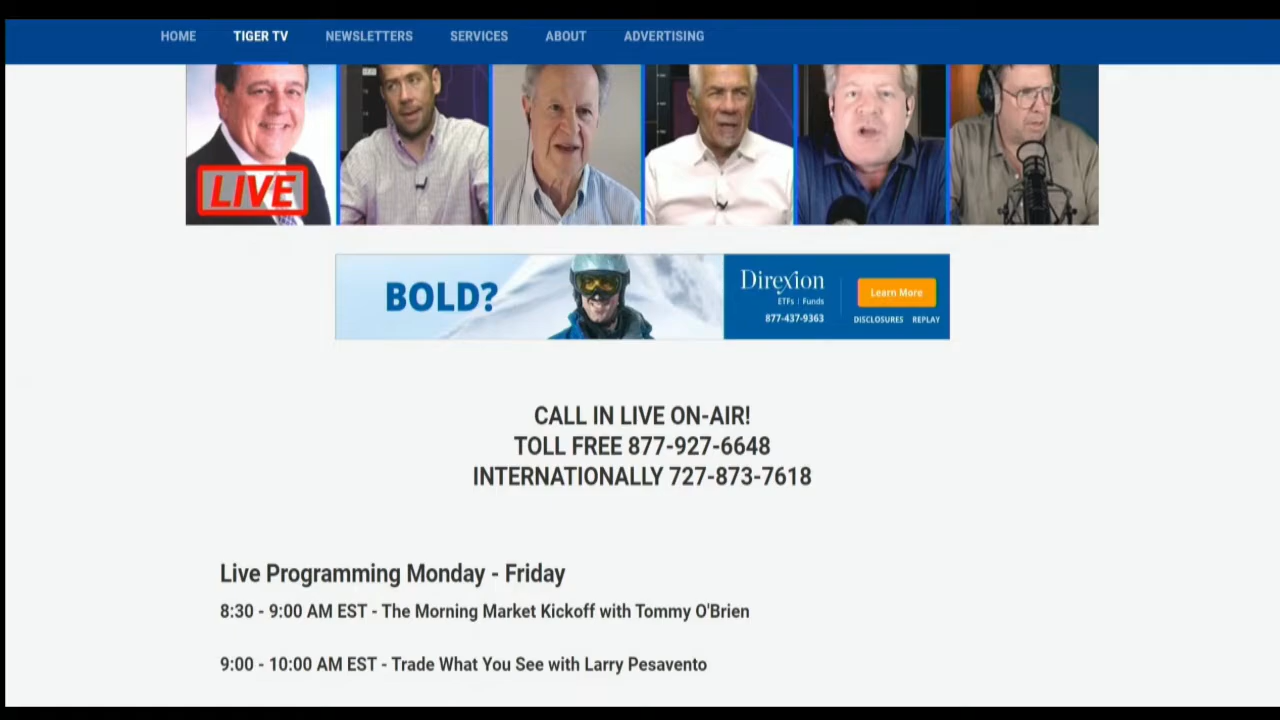 HOME TIGER TV NEWSLETTERS SERVICES ABOUT ADVERTISING
LIVE
BOLD?
Direxion
ETFs | Funds
877-437-9363
Learn More
DISCLOSURES REPLAY
CALL IN LIVE ON-AIR!
TOLL FREE 877-927-6648
INTERNATIONALLY 727-873-7618
Live Programming Monday - Friday
8:30 - 9:00 AM EST - The Morning Market Kickoff with Tommy O'Brien
9:00 - 10:00 AM EST - Trade What You See with Larry Pesavento